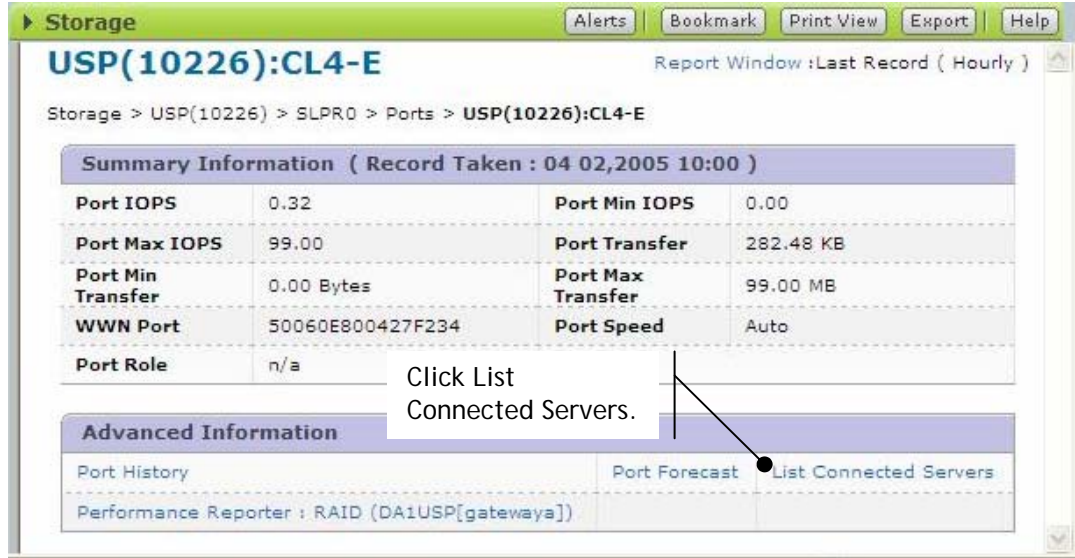 Storage Alerts Bookmark Print View Export Help
USP(10226):CL4-E Report Window :Last Record ( Hourly )
Storage > USP(10226) > SLPR0 > Ports > USP(10226):CL4-E
Summary Information ( Record Taken : 04 02,2005 10:00 )
Port IOPS 0.32 Port Min IOPS 0.00
Port Max IOPS 99.00 Port Transfer 282.48 KB
Port Min Transfer 0.00 Bytes Port Max Transfer 99.00 MB
WWN Port 50060E800427F234 Port Speed Auto
Port Role n/a
Click List
Connected Servers.
Advanced Information
Port History Port Forecast List Connected Servers
Performance Reporter : RAID (DA1USP[gatewaya])